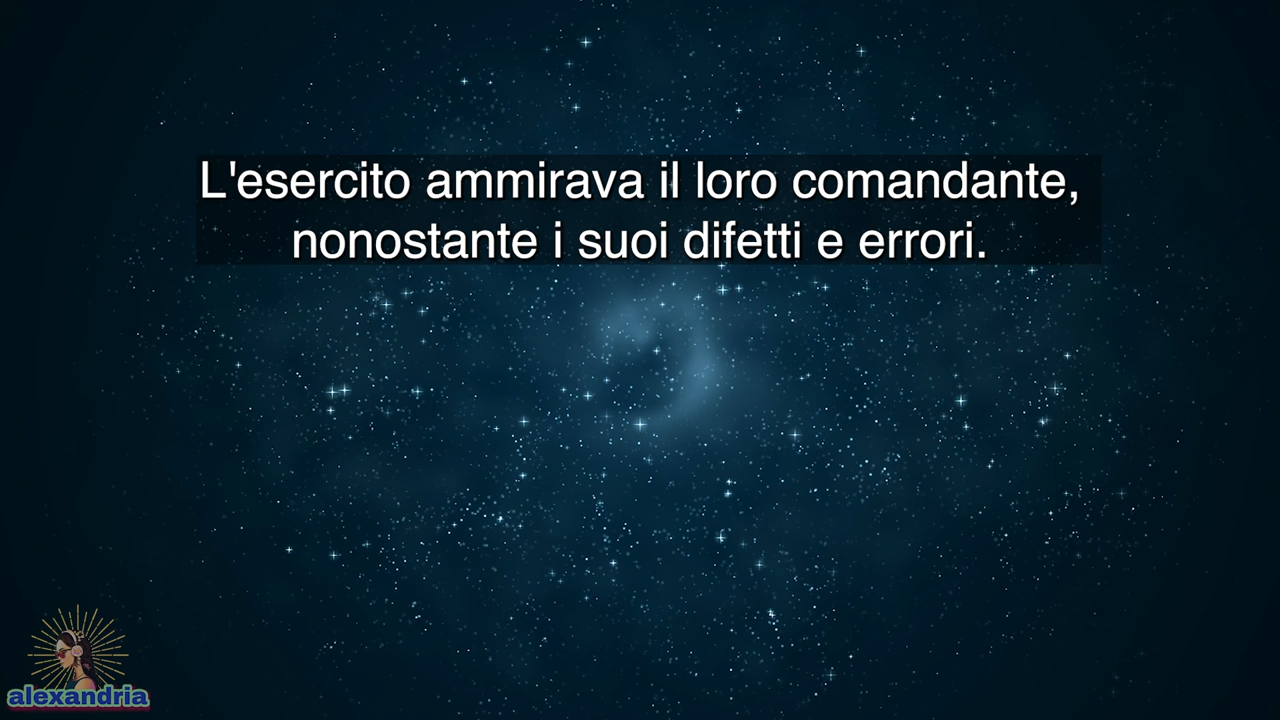 L'esercito ammirava il loro comandante,
nonostante i suoi difetti e errori.
alexandria